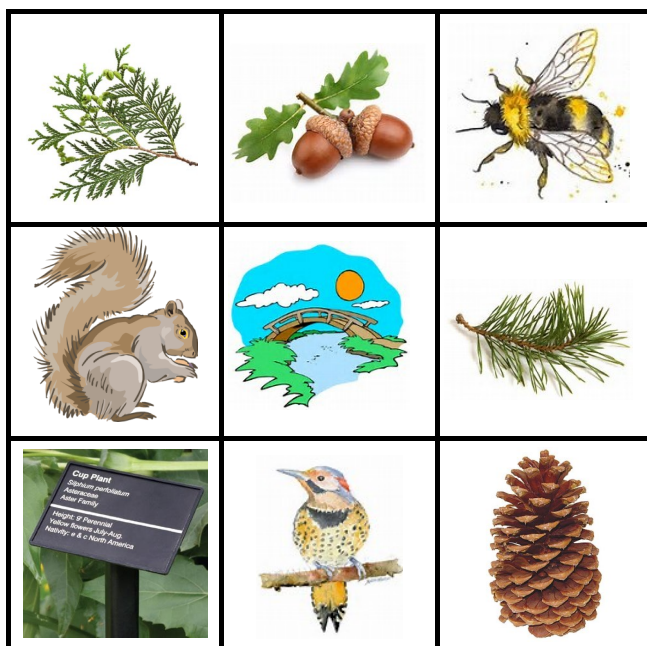 Cup Plant
Silphium perfoliatum
Asteraceae
Aster Family
Height: 9' Perennial
Yellow flowers July-Aug.
Nativity: e & c North America